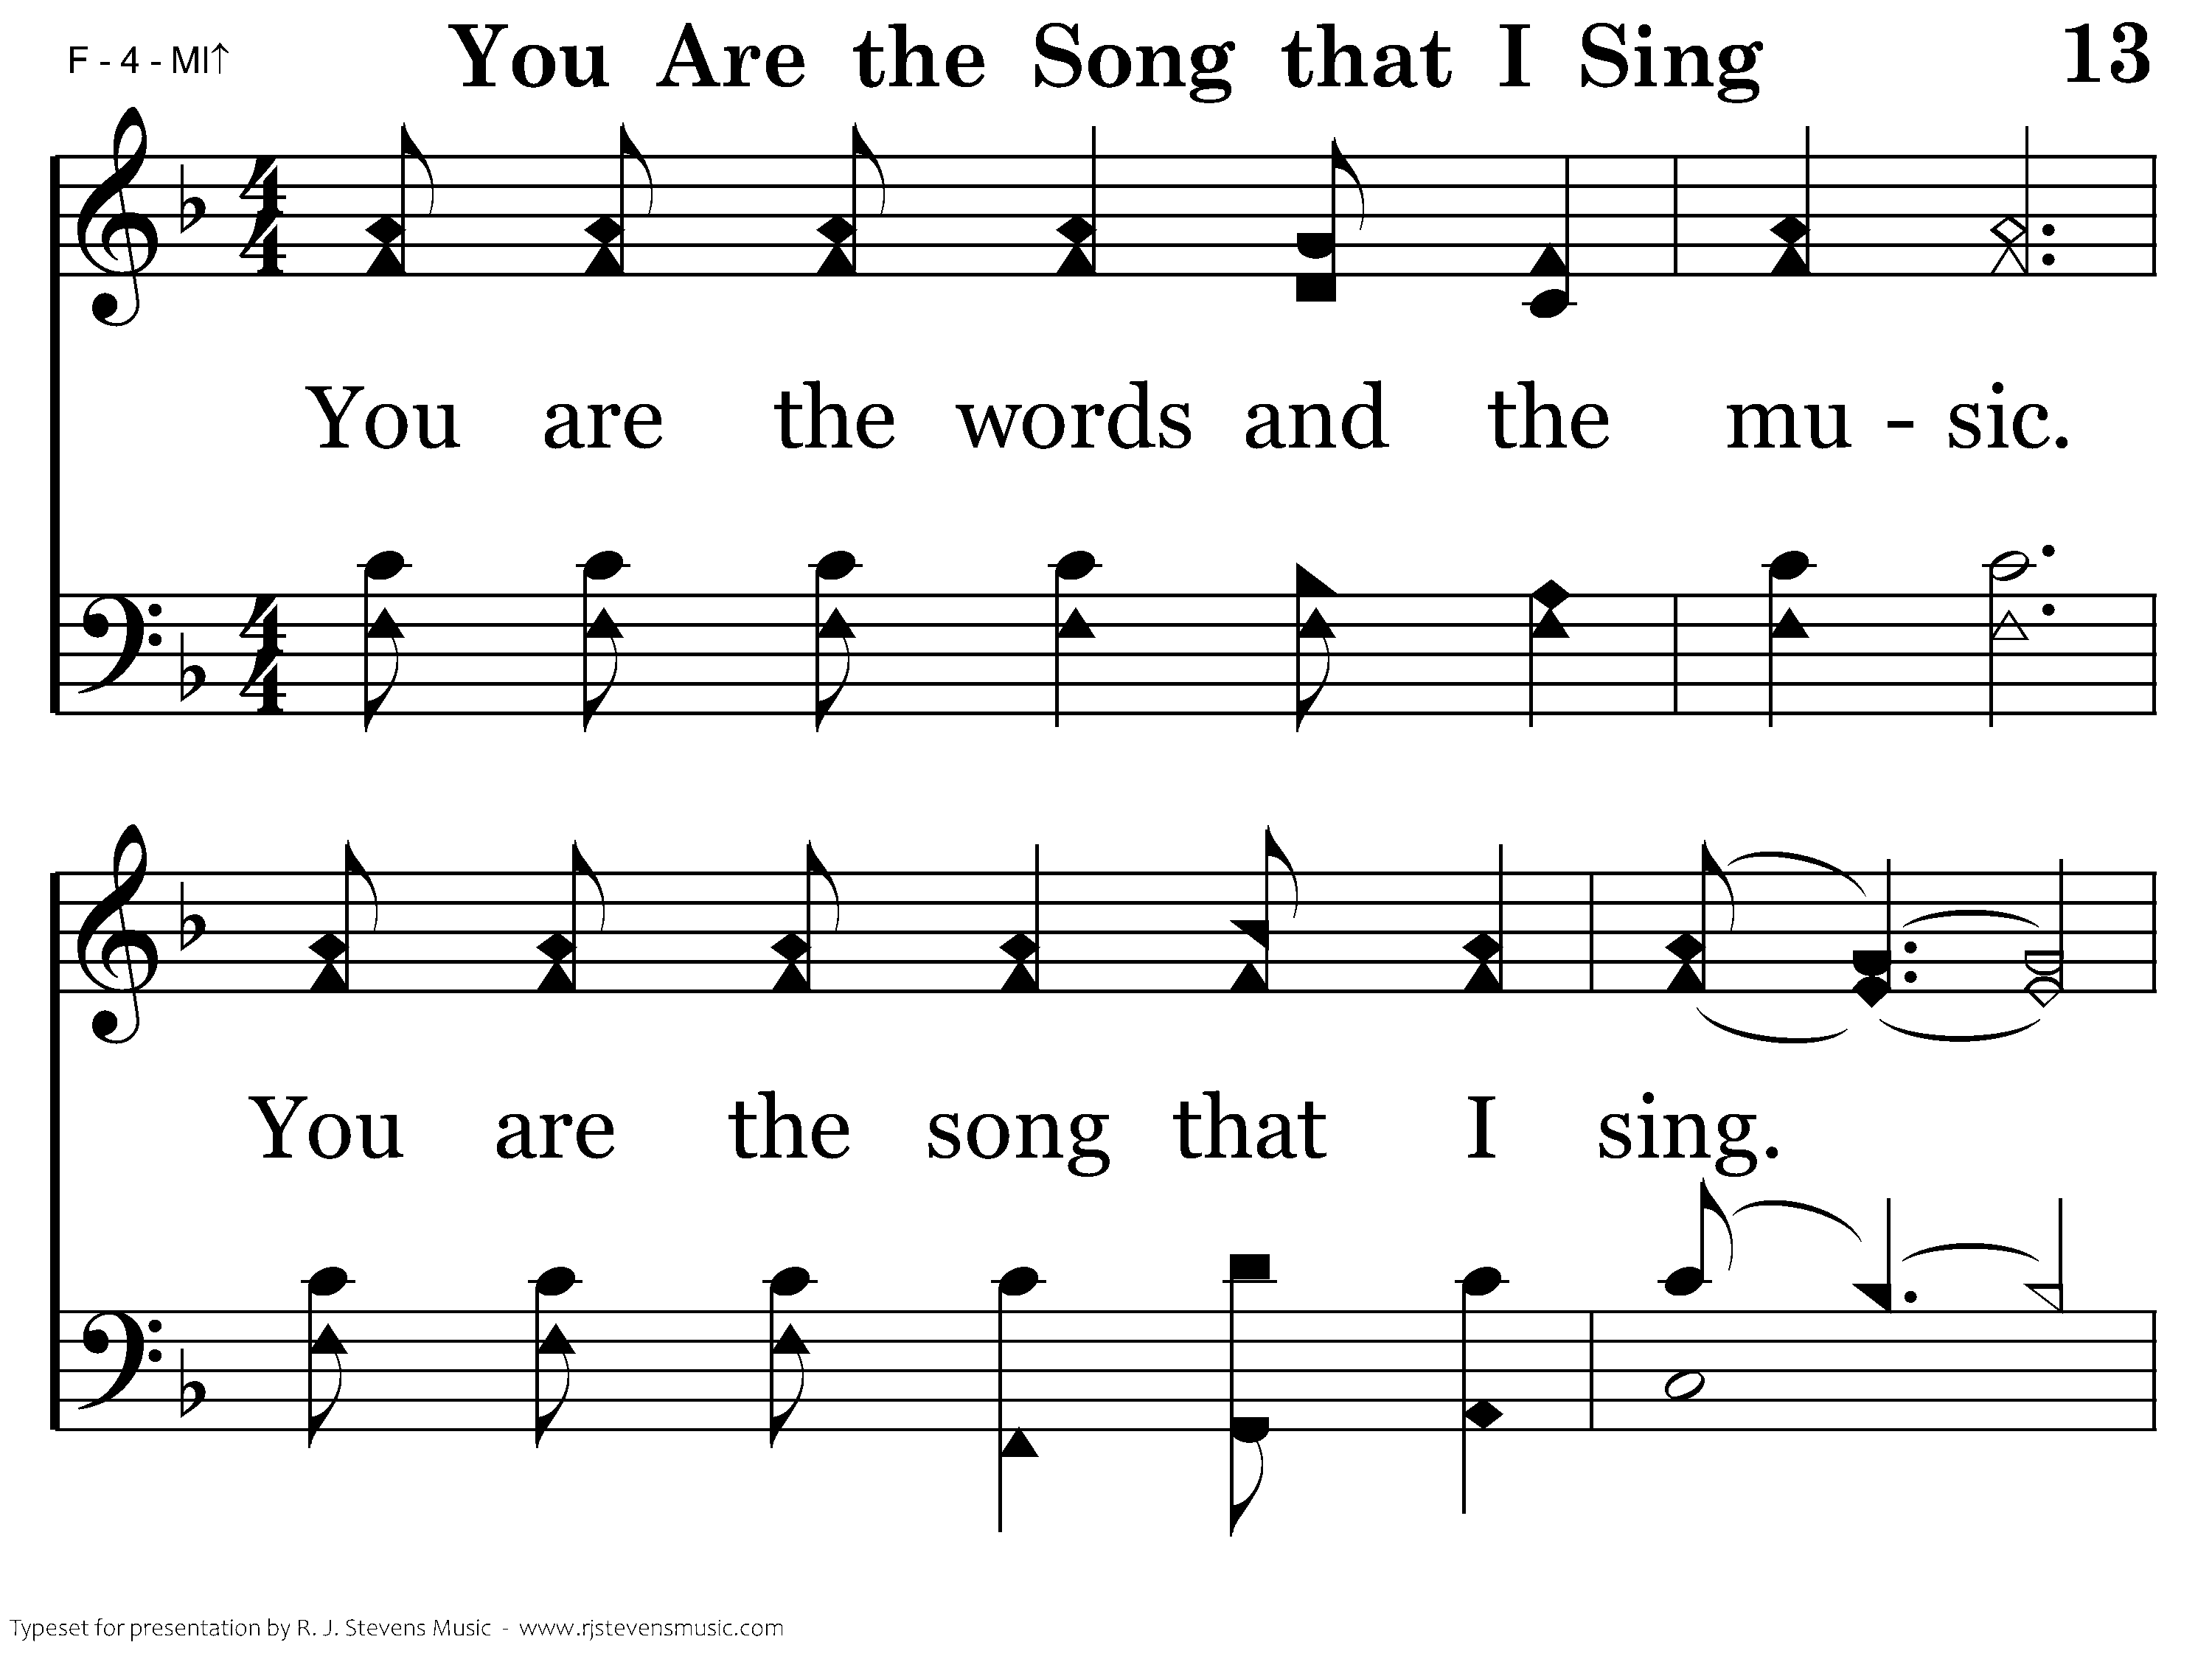 F - 4 - MI↑ You Are the Song that I Sing 13
You are the words and the mu - sic.
You are the song that I sing.
Typeset for presentation by R. J. Stevens Music - www.rjstevensmusic.com